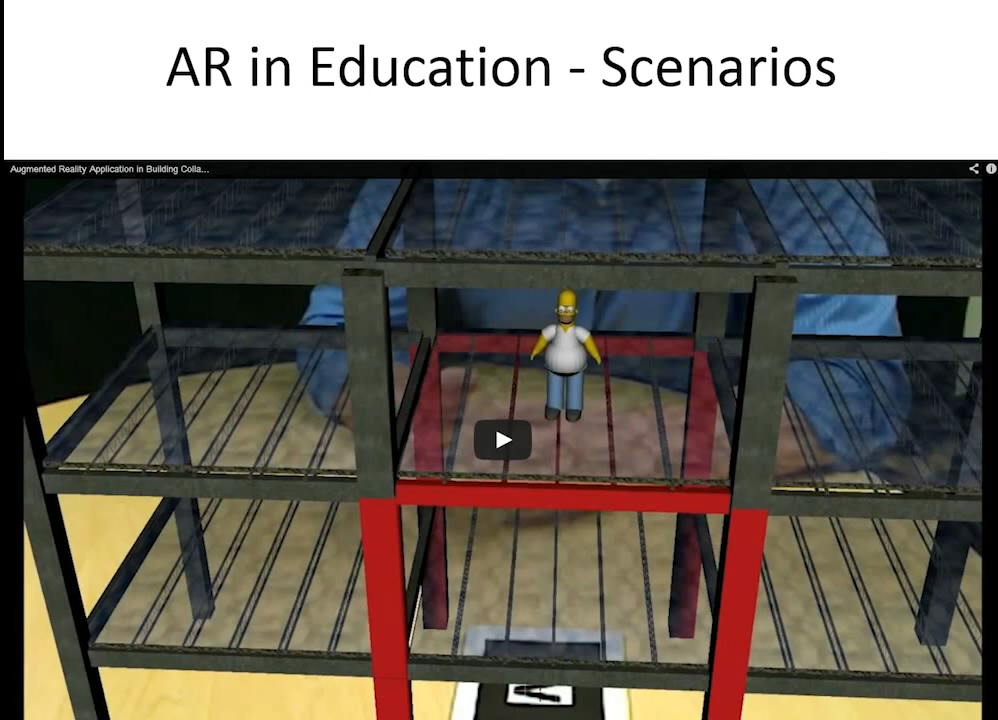 AR in Education - Scenarios
Augmented Reality Application in Building Colla...